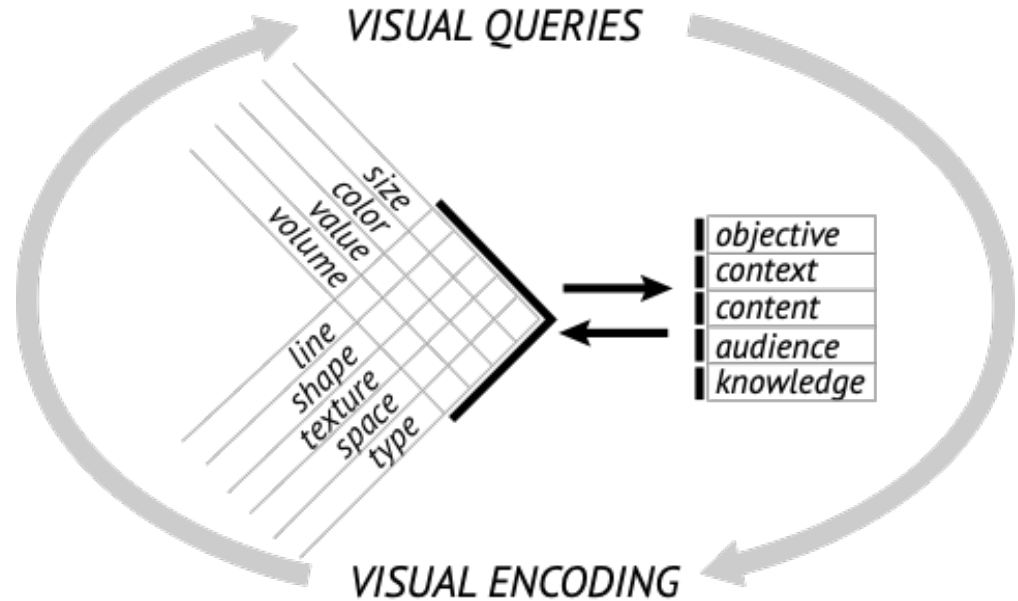 VISUAL QUERIES
size
color
value
volume
line
shape
texture
space
type
objective
context
content
audience
knowledge
VISUAL ENCODING